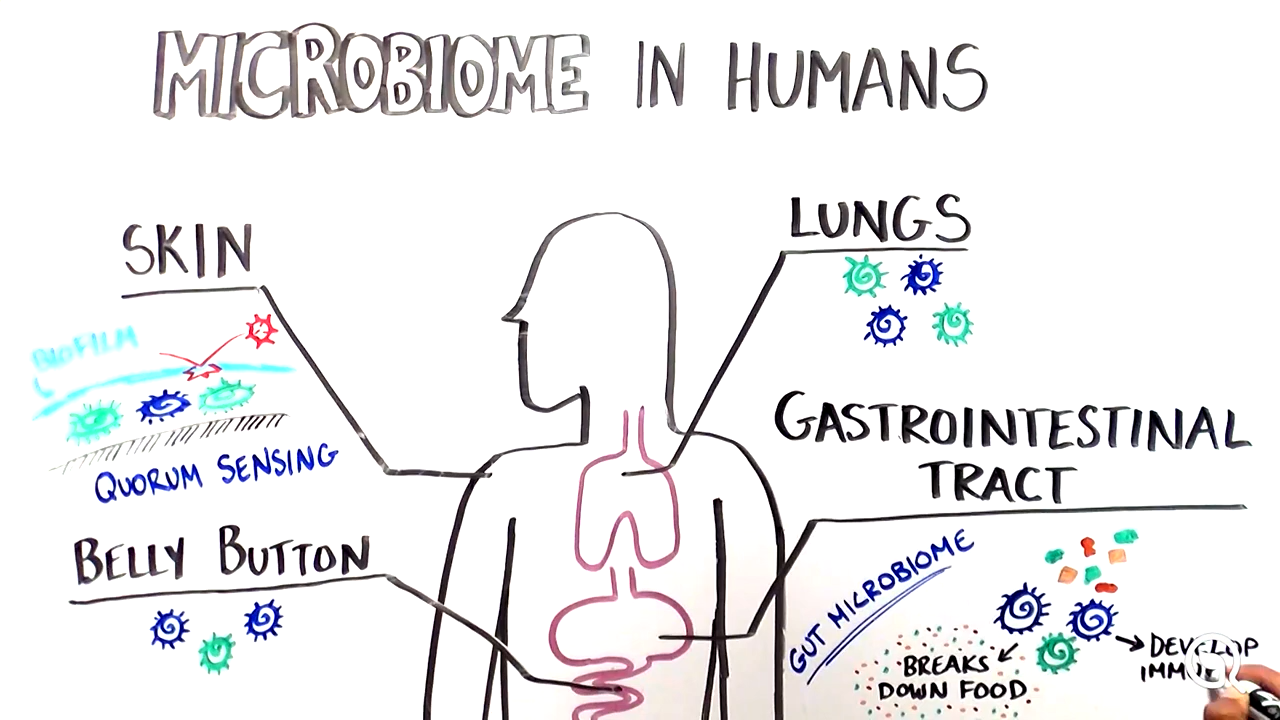 MICROBIOME IN HUMANS
SKIN
BIOFILM
QUORUM SENSING
BELLY BUTTON
LUNGS
GASTROINTESTINAL
TRACT
GUT MICROBIOME
BREAKS
DOWN FOOD
DEVELOP